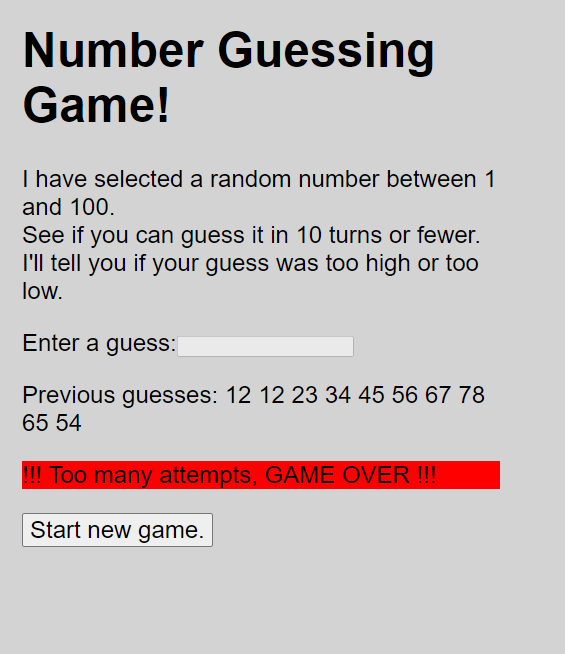 Number Guessing
Game!
I have selected a random number between 1
and 100.
See if you can guess it in 10 turns or fewer.
I'll tell you if your guess was too high or too
low.
Enter a guess:
Previous guesses: 12 12 23 34 45 56 67 78
65 54
!!! Too many attempts, GAME OVER !!!
Start new game.